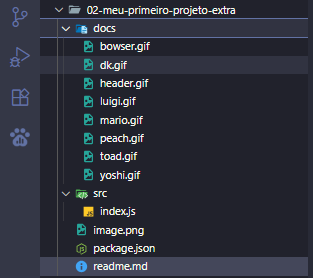 02-meu-primeiro-projeto-extra
docs
bowser.gif
dk.gif
header.gif
luigi.gif
mario.gif
peach.gif
toad.gif
yoshi.gif
src
JS index.js
image.png
package.json
readme.md